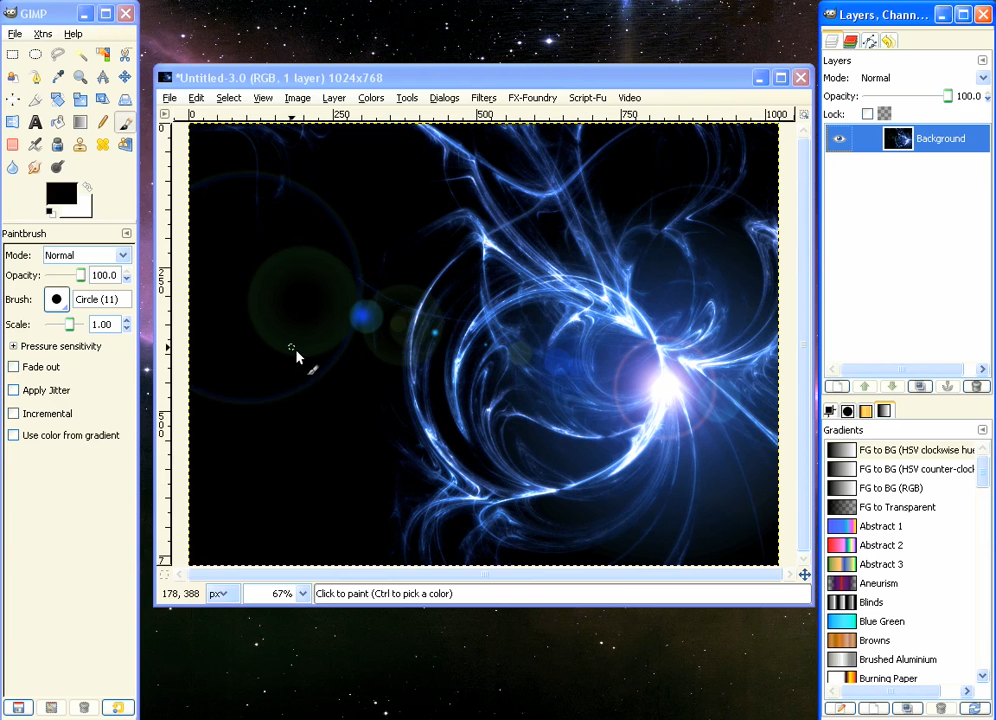 GIMP
File Xtns Help
Paintbrush
Mode: Normal
Opacity: 100.0
Brush: Circle (11)
Scale: 1.00
Pressure sensitivity
Fade out
Apply Jitter
Incremental
Use color from gradient
*Untitled-3.0 (RGB, 1 layer) 1024x768
File Edit Select View Image Layer Colors Tools Dialogs Filters FX-Foundry Script-Fu Video
0 250 500 750 1000
0
250
500
7
178, 388 px 67% Click to paint (Ctrl to pick a color)
Layers, Chann...
Layers
Mode: Normal
Opacity: 100.0
Lock:
Background
Gradients
FG to BG (HSV clockwise hue
FG to BG (HSV counter-clock
FG to BG (RGB)
FG to Transparent
Abstract 1
Abstract 2
Abstract 3
Aneurism
Blinds
Blue Green
Browns
Brushed Aluminium
Burning Paper